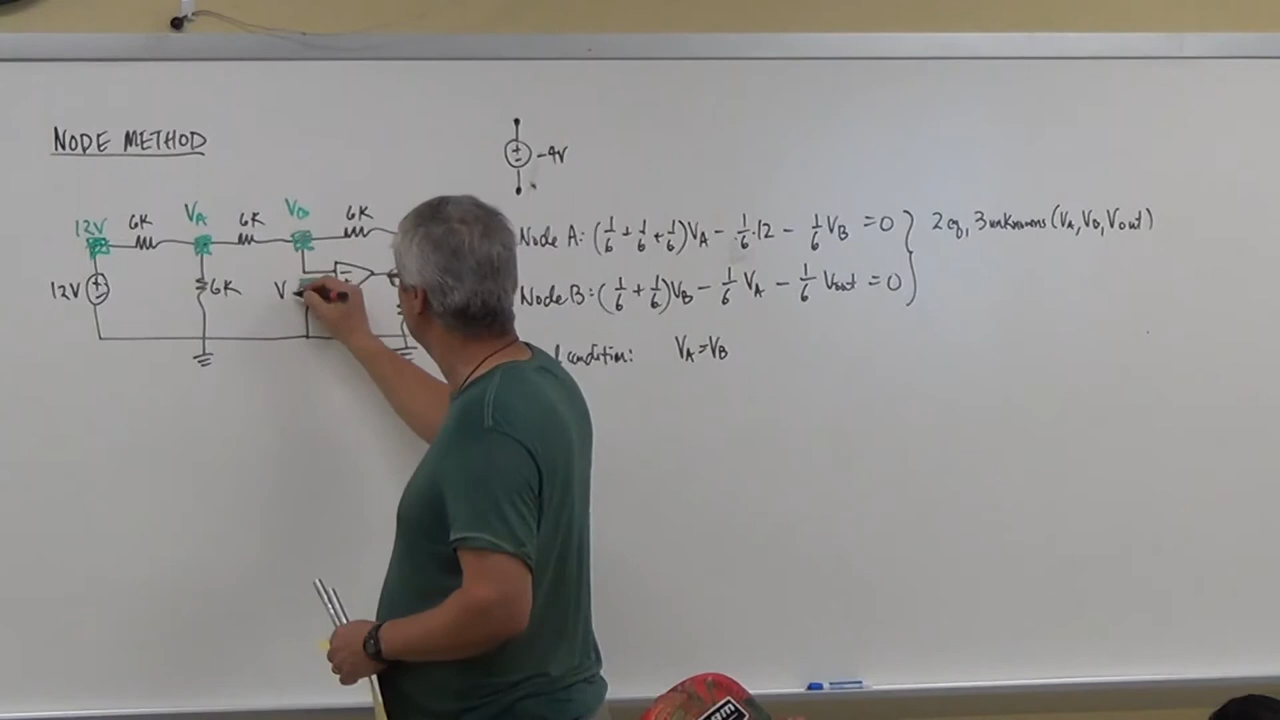 NODE METHOD
-4V
12V 6K VA 6K VB 6K
12V 6K V
Node A: (1/6 + 1/6 + 1/6)VA - 1/6·12 - 1/6 VB = 0 } 2 eq, 3 unknowns (VA, VB, Vout)
Node B: (1/6 + 1/6)VB - 1/6 VA - 1/6 Vout = 0
condition: VA = VB